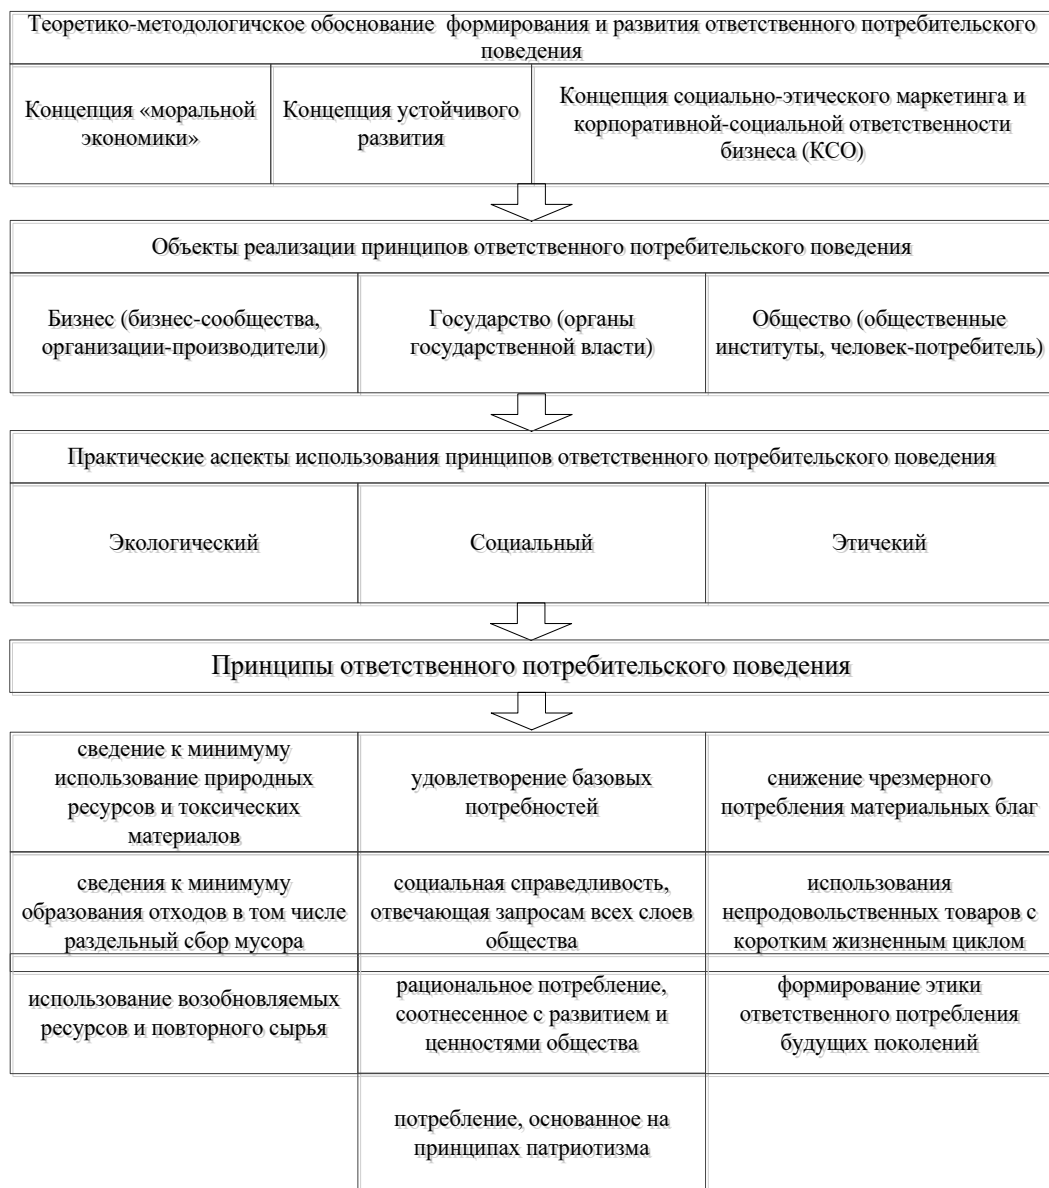 Теоретико-методологичское обоснование  формирования и развития ответственного потребительского
поведения
Концепция «моральной
экономики»
Концепция устойчивого
развития
Концепция социально-этического маркетинга и
корпоративной-социальной ответственности
бизнеса (КСО)
Объекты реализации принципов ответственного потребительского поведения
Бизнес (бизнес-сообщества,
организации-производители)
Государство (органы
государственной власти)
Общество (общественные
институты, человек-потребитель)
Практические аспекты использования принципов ответственного потребительского поведения
Экологический
Социальный
Этичекий
Принципы ответственного потребительского поведения
сведение к минимуму
использование природных
ресурсов и токсических
материалов
удовлетворение базовых
потребностей
снижение чрезмерного
потребления материальных благ
сведения к минимуму
образования отходов в том числе
раздельный сбор мусора
социальная справедливость,
отвечающая запросам всех слоев
общества
использования
непродовольственных товаров с
коротким жизненным циклом
использование возобновляемых
ресурсов и повторного сырья
рациональное потребление,
соотнесенное с развитием и
ценностями общества
формирование этики
ответственного потребления
будущих поколений
потребление, основанное на
принципах патриотизма